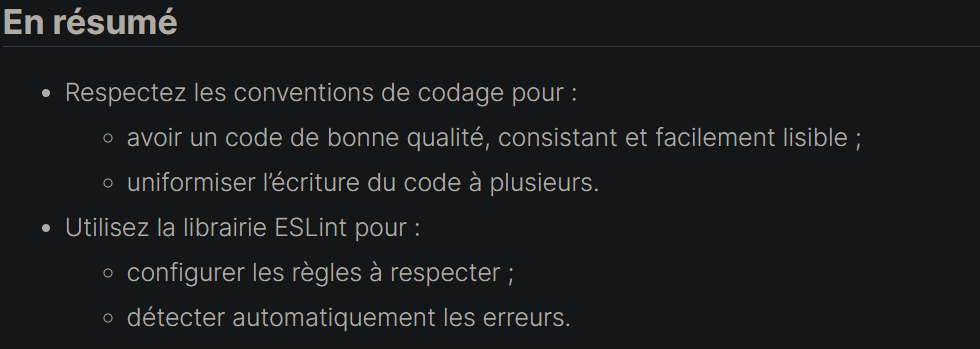 En résumé
Respectez les conventions de codage pour :
avoir un code de bonne qualité, consistant et facilement lisible ;
uniformiser l’écriture du code à plusieurs.
Utilisez la librairie ESLint pour :
configurer les règles à respecter ;
détecter automatiquement les erreurs.